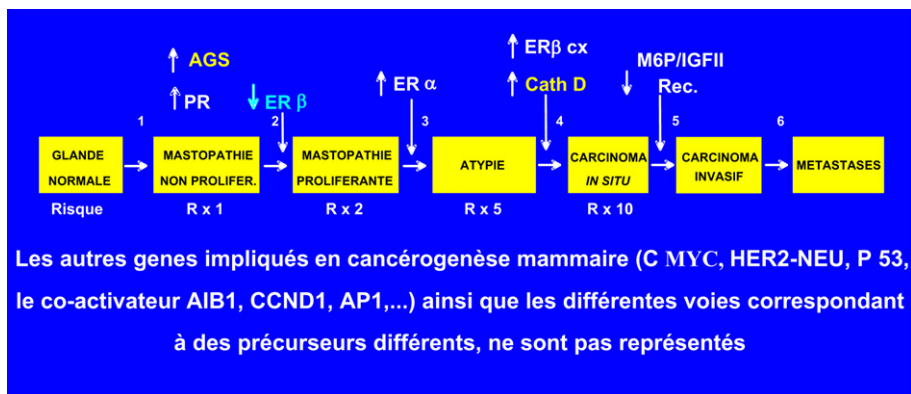 ↑ ERβ cx
↑ AGS
M6P/IGFII
↑ Cath D
↓ Rec.
↑ ER α
↑ PR
↓ ER β
1 2 3 4 5 6
GLANDE NORMALE
MASTOPATHIE NON PROLIFER.
MASTOPATHIE PROLIFERANTE
ATYPIE
CARCINOMA IN SITU
CARCINOMA INVASIF
METASTASES
Risque R x 1 R x 2 R x 5 R x 10
Les autres genes impliqués en cancérogenèse mammaire (C MYC, HER2-NEU, P 53,
le co-activateur AIB1, CCND1, AP1,...) ainsi que les différentes voies correspondant
à des précurseurs différents, ne sont pas représentés